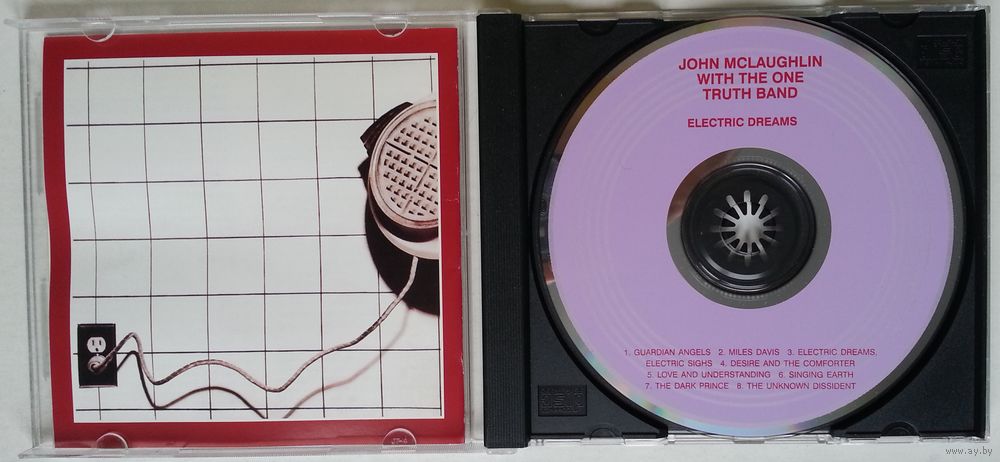 JOHN MCLAUGHLIN
WITH THE ONE
TRUTH BAND
ELECTRIC DREAMS
1. GUARDIAN ANGELS 2. MILES DAVIS 3. ELECTRIC DREAMS,
ELECTRIC SIGHS 4. DESIRE AND THE COMFORTER
5. LOVE AND UNDERSTANDING 6. SINGING EARTH
7. THE DARK PRINCE 8. THE UNKNOWN DISSIDENT
www.ay.by